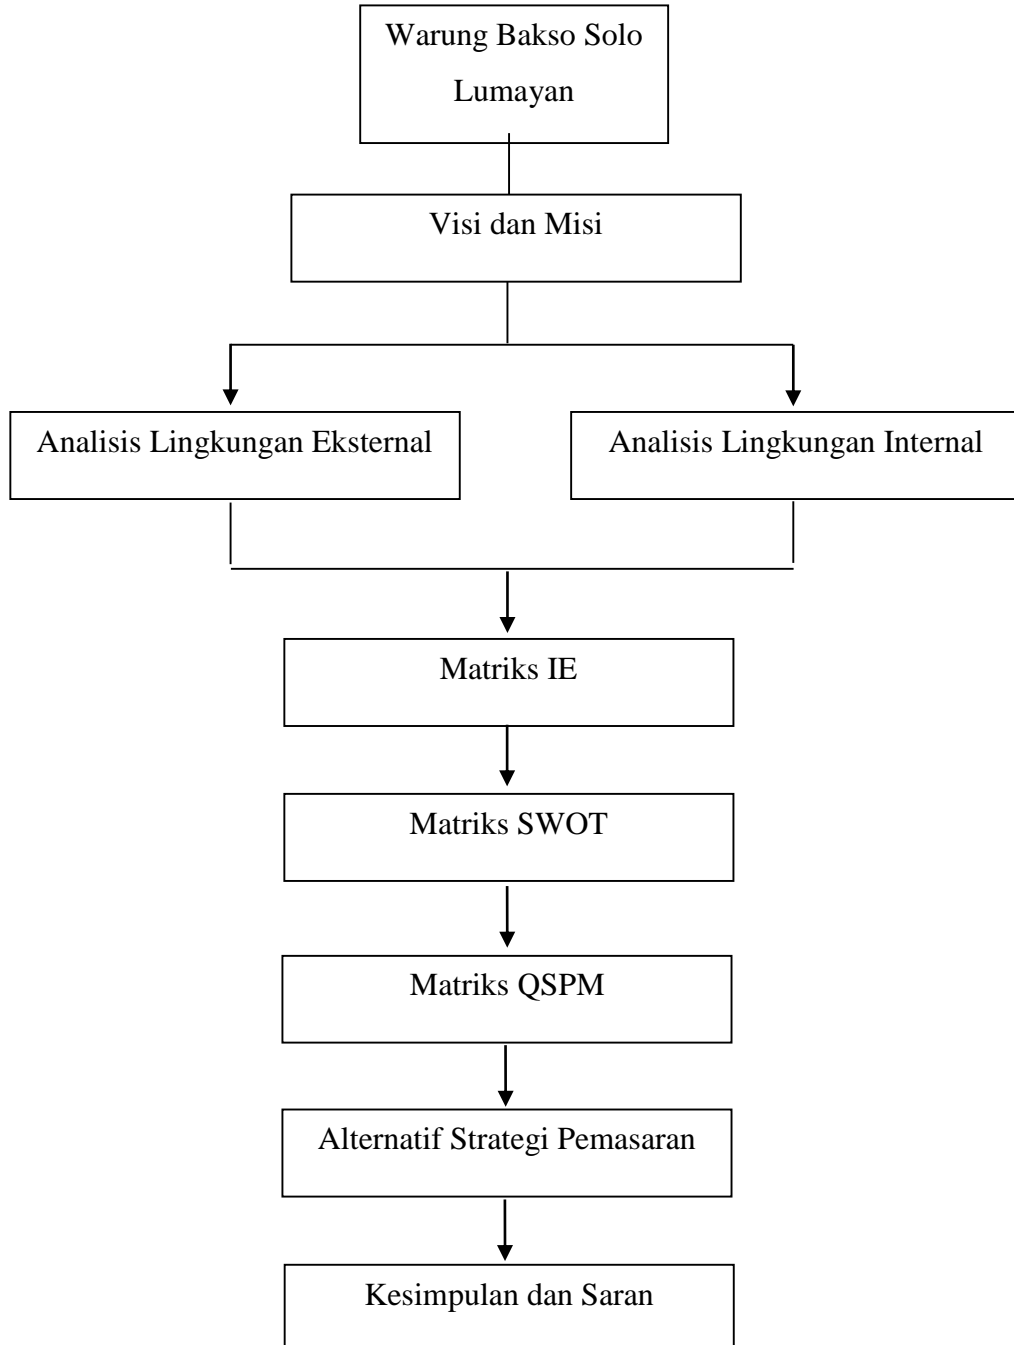 Warung Bakso Solo
Lumayan
Visi dan Misi
Analisis Lingkungan Eksternal
Analisis Lingkungan Internal
Matriks IE
Matriks SWOT
Matriks QSPM
Alternatif Strategi Pemasaran
Kesimpulan dan Saran